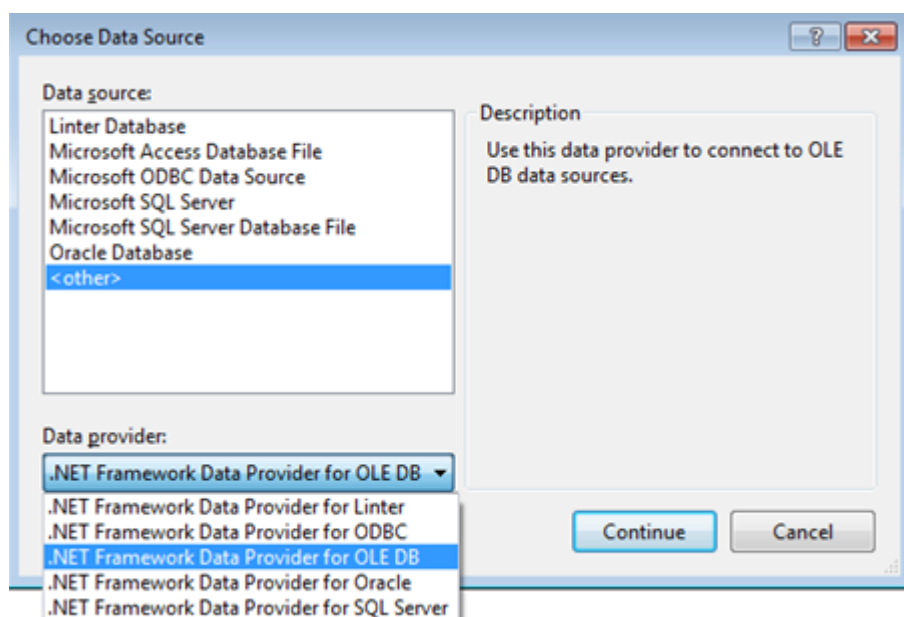 Choose Data Source
Data source:
Linter Database
Microsoft Access Database File
Microsoft ODBC Data Source
Microsoft SQL Server
Microsoft SQL Server Database File
Oracle Database
<other>
Description
Use this data provider to connect to OLE
DB data sources.
Data provider:
.NET Framework Data Provider for OLE DB
.NET Framework Data Provider for Linter
.NET Framework Data Provider for ODBC
.NET Framework Data Provider for OLE DB
.NET Framework Data Provider for Oracle
.NET Framework Data Provider for SQL Server
Continue
Cancel